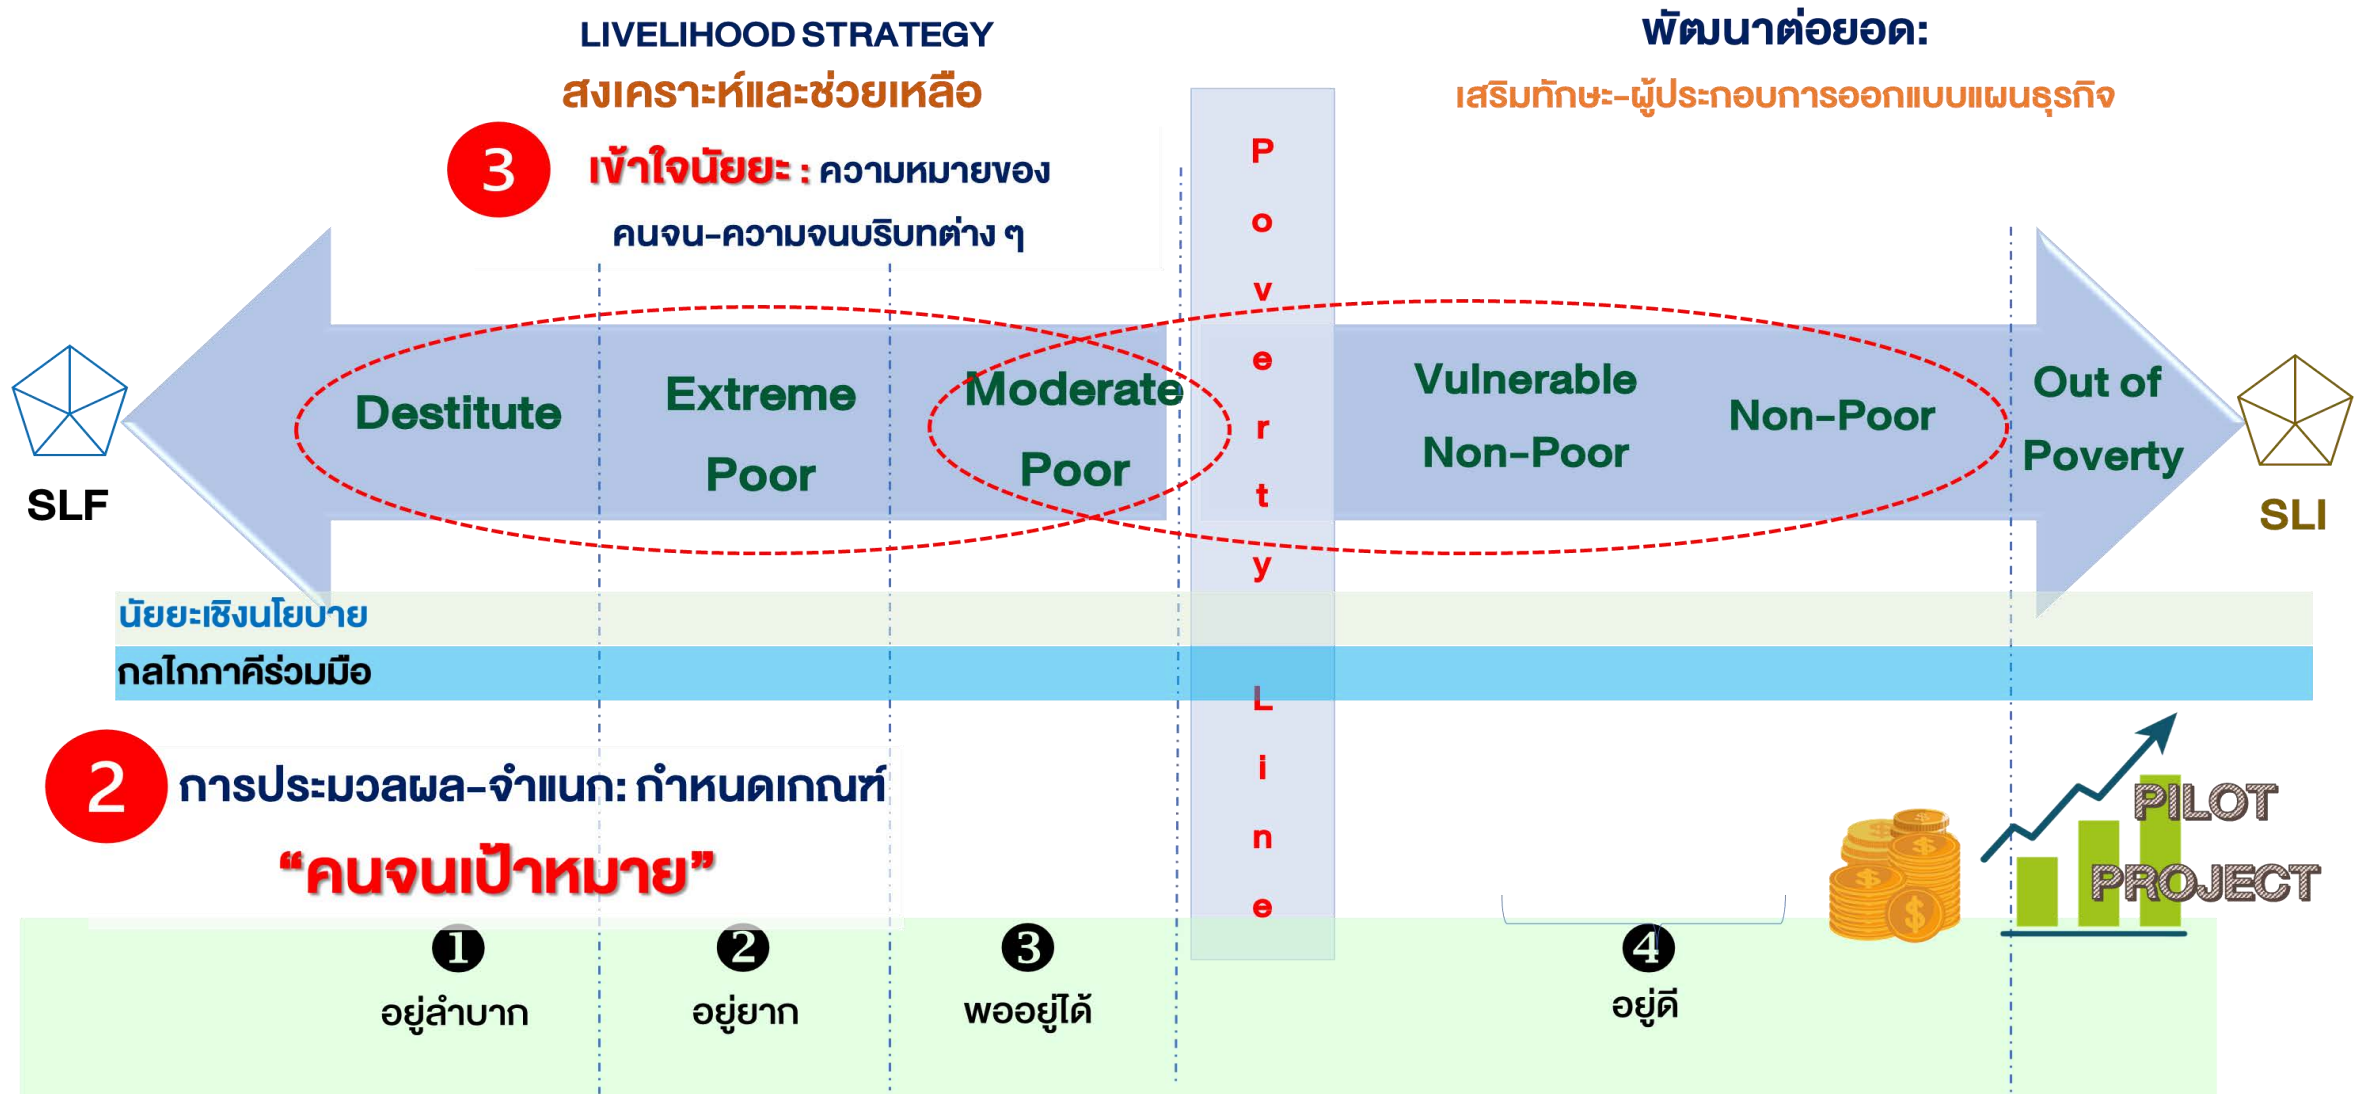 LIVELIHOOD STRATEGY
สงเคราะห์และช่วยเหลือ
พัฒนาต่อยอด:
เสริมทักษะ-ผู้ประกอบการออกแบบแผนธุรกิจ
3
เข้าใจนัยยะ : ความหมายของ
คนจน-ความจนบริบทต่าง ๆ
Poverty Line
SLF
Destitute
Extreme
Poor
Moderate
Poor
Vulnerable
Non-Poor
Non-Poor
Out of
Poverty
SLI
นัยยะเชิงนโยบาย
กลไกภาคีร่วมมือ
2
การประมวลผล-จำแนก: กำหนดเกณฑ์
“คนจนเป้าหมาย”
PILOT
PROJECT
❶
อยู่ลำบาก
❷
อยู่ยาก
❸
พออยู่ได้
❹
อยู่ดี